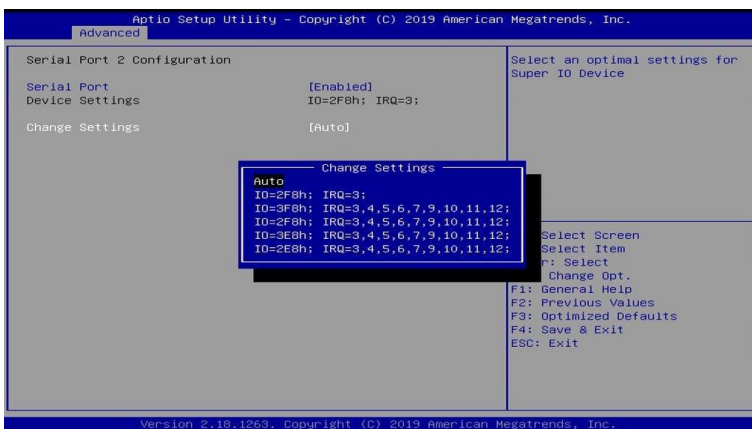 Aptio Setup Utility – Copyright (C) 2019 American Megatrends, Inc.
Advanced
Serial Port 2 Configuration
Serial Port [Enabled]
Device Settings IO=2F8h; IRQ=3;
Change Settings [Auto]
Select an optimal settings for
Super IO Device
Change Settings
Auto
IO=2F8h; IRQ=3;
IO=3F8h; IRQ=3,4,5,6,7,9,10,11,12;
IO=2F8h; IRQ=3,4,5,6,7,9,10,11,12;
IO=3E8h; IRQ=3,4,5,6,7,9,10,11,12;
IO=2E8h; IRQ=3,4,5,6,7,9,10,11,12;
Select Screen
Select Item
r: Select
Change Opt.
F1: General Help
F2: Previous Values
F3: Optimized Defaults
F4: Save & Exit
ESC: Exit
Version 2.18.1263. Copyright (C) 2019 American Megatrends, Inc.